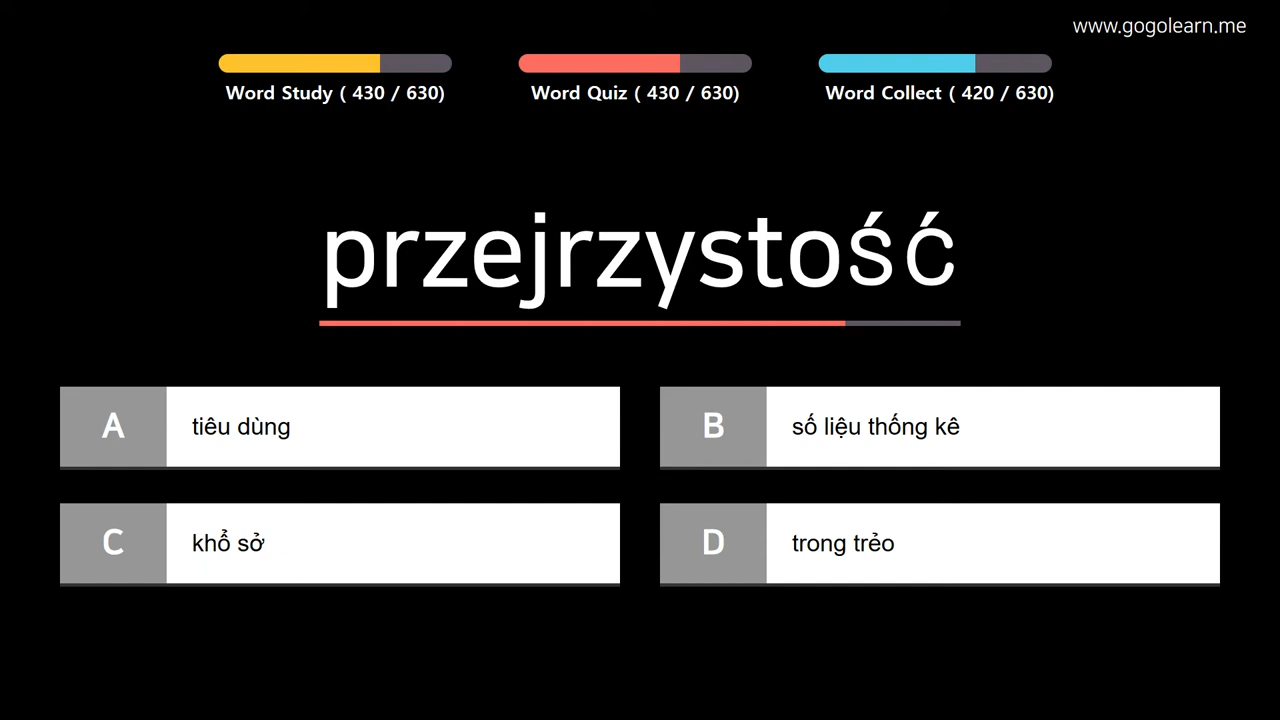 www.gogolearn.me
Word Study ( 430 / 630)
Word Quiz ( 430 / 630)
Word Collect ( 420 / 630)
przejrzystość
A tiêu dùng
B số liệu thống kê
C khổ sở
D trong trẻo